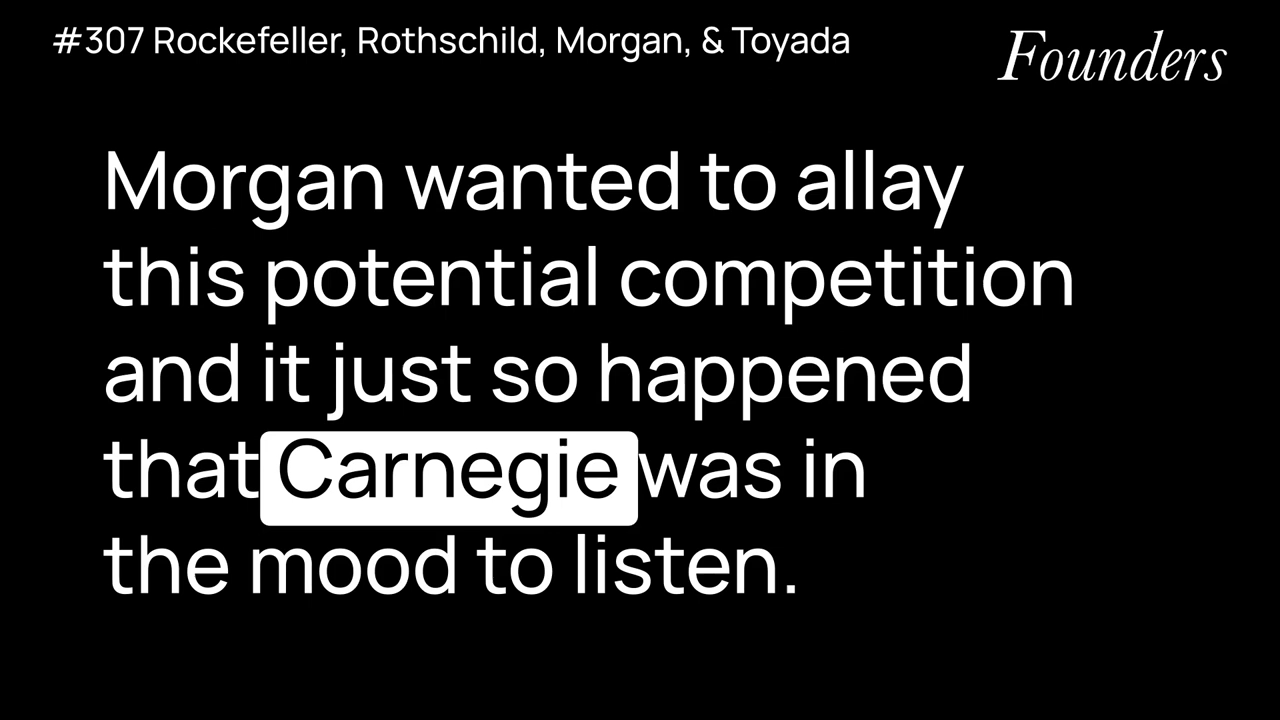 #307 Rockefeller, Rothschild, Morgan, & Toyada
Founders
Morgan wanted to allay
this potential competition
and it just so happened
that Carnegie was in
the mood to listen.